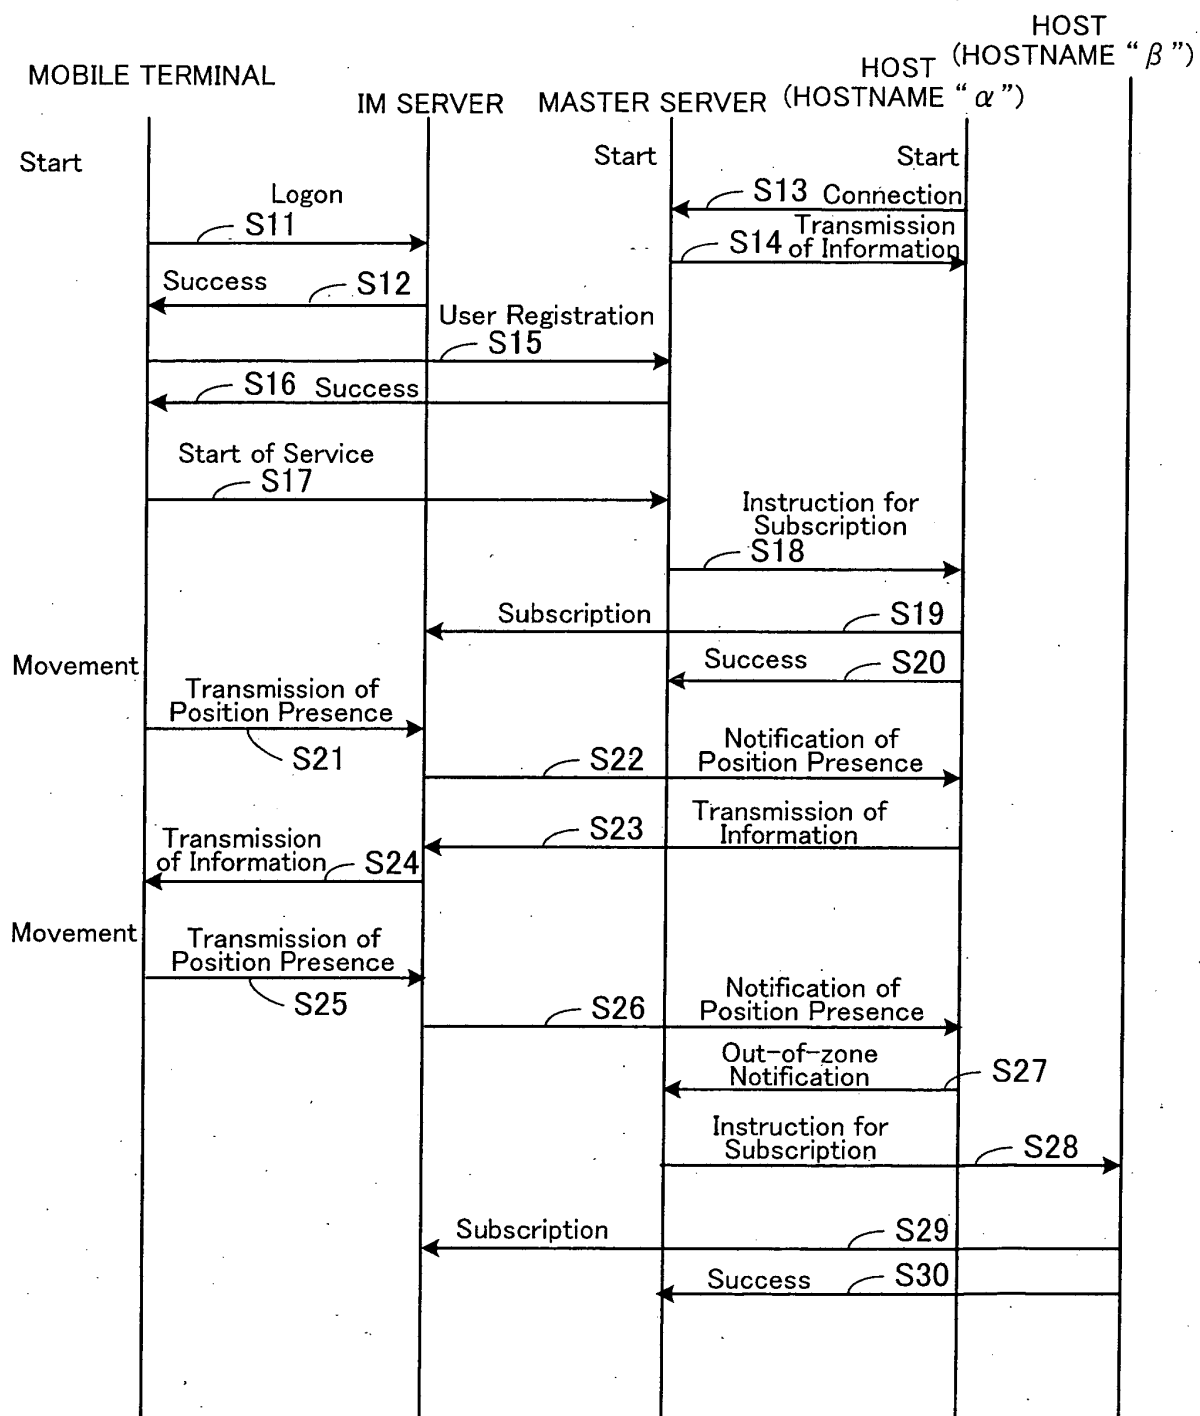 HOST
(HOSTNAME “ β ”)
HOST
(HOSTNAME “ α ”)
MOBILE TERMINAL
IM SERVER
MASTER SERVER
Start
Start
Start
S13 Connection
Logon
S11
Transmission
S14 of Information
Success
S12
User Registration
S15
S16 Success
Start of Service
S17
Instruction for
Subscription
S18
Subscription
S19
Movement
Success
S20
Transmission of
Position Presence
S21
Notification of
Position Presence
S22
Transmission of
Information
S23
Transmission
of Information
S24
Movement
Transmission of
Position Presence
S25
Notification of
Position Presence
S26
Out-of-zone
Notification
S27
Instruction for
Subscription
S28
Subscription
S29
Success
S30